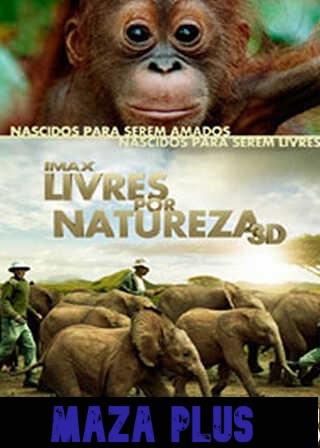 NASCIDOS PARA SEREM AMADOS
NASCIDOS PARA SEREM LIVRES
IMAX
LIVRES
POR
NATUREZA 3D
MAZA PLUS